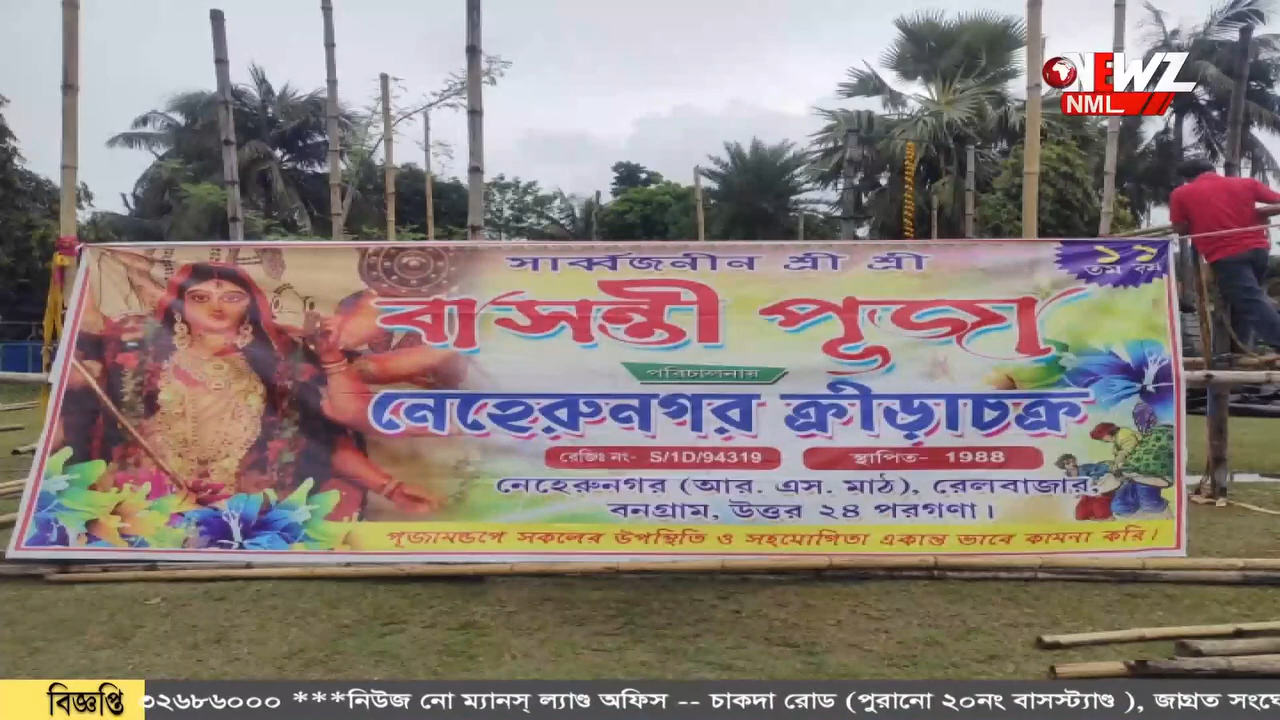 NEWZ
NML
সার্ব্বজনীন শ্রী শ্রী
১১
তম বর্ষ
বাসন্তী পূজা
পরিচালনায়
নেহেরুনগর ক্রীড়াচক্র
রেজিঃ নং- S/1D/94319 স্থাপিত- 1988
নেহেরুনগর (আর. এস. মাঠ), রেলবাজার,
বনগ্রাম, উত্তর ২৪ পরগণা।
পূজামন্ডপে সকলের উপস্থিতি ও সহযোগিতা একান্ত ভাবে কামনা করি।
বিজ্ঞপ্তি ৩২৬৮৬০০০ ***নিউজ নো ম্যানস্ ল্যাণ্ড অফিস -- চাকদা রোড (পুরানো ২০নং বাসস্ট্যাণ্ড ), জাগ্রত সংঘে